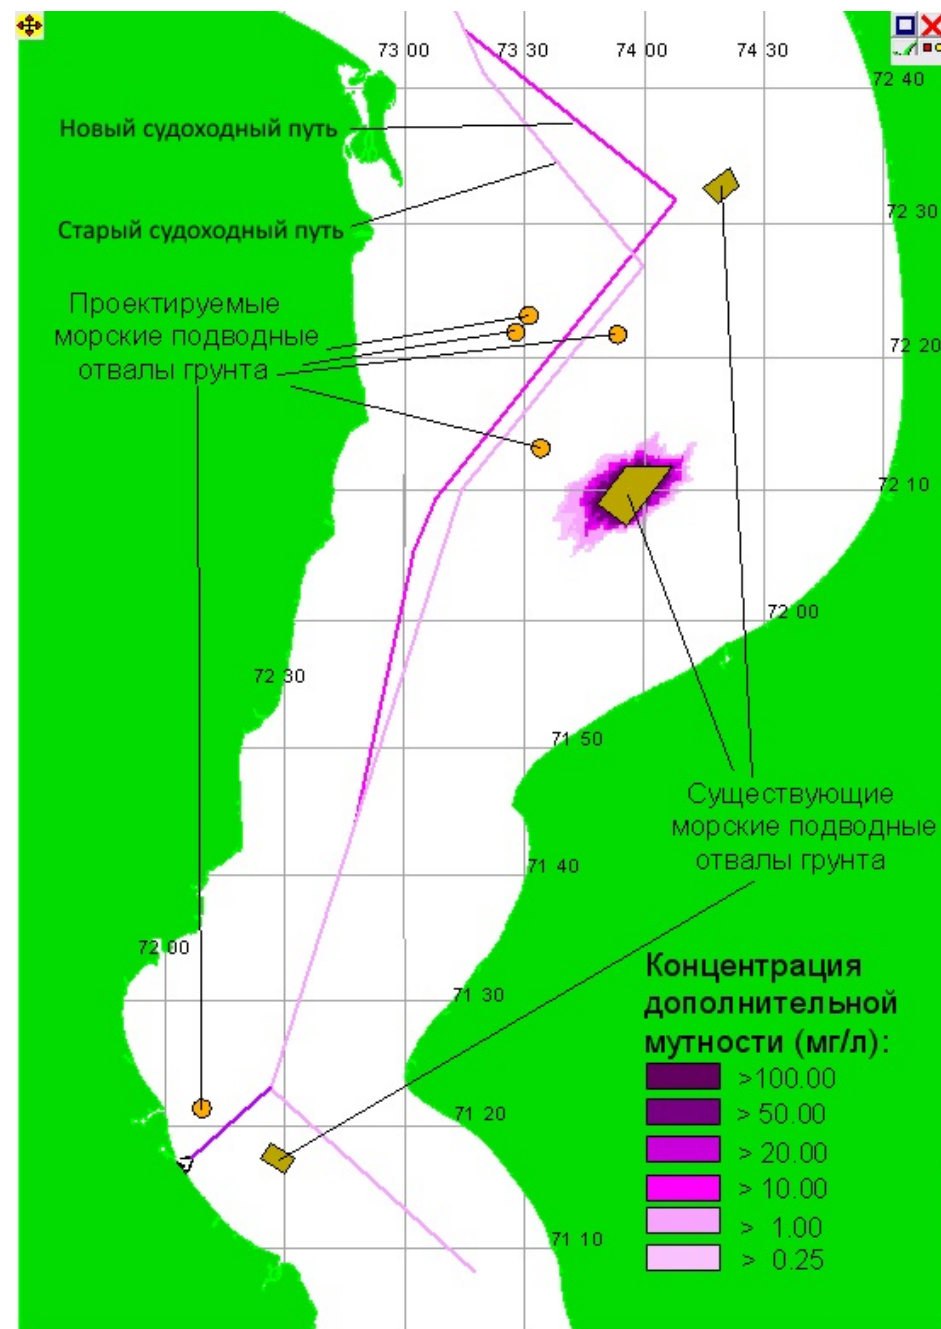 73 00
73 30
74 00
74 30
72 40
Новый судоходный путь
72 30
Старый судоходный путь
Проектируемые
морские подводные
отвалы грунта
72 20
72 10
72 00
72 30
71 50
Существующие
морские подводные
отвалы грунта
71 40
72 00
71 30
Концентрация
дополнительной
мутности (мг/л):
>100.00
> 50.00
> 20.00
> 10.00
> 1.00
> 0.25
71 20
71 10